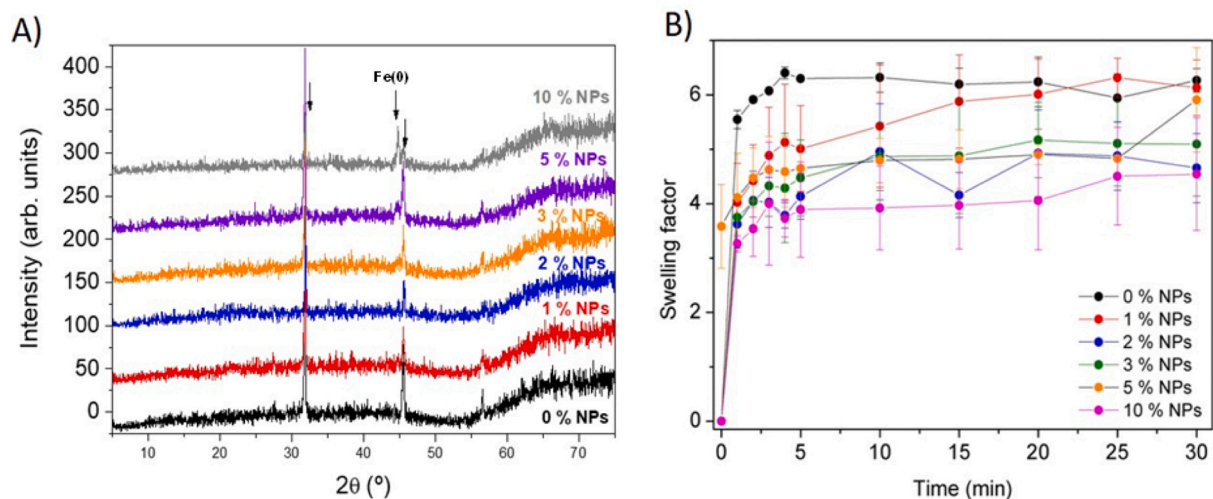 A)
Intensity (arb. units)
400
350
300
250
200
150
100
50
0
Fe(0)
10 % NPs
5 % NPs
3 % NPs
2 % NPs
1 % NPs
0 % NPs
10 20 30 40 50 60 70
2θ (º)
B)
Swelling factor
6
4
2
0
0 % NPs
1 % NPs
2 % NPs
3 % NPs
5 % NPs
10 % NPs
0 5 10 15 20 25 30
Time (min)